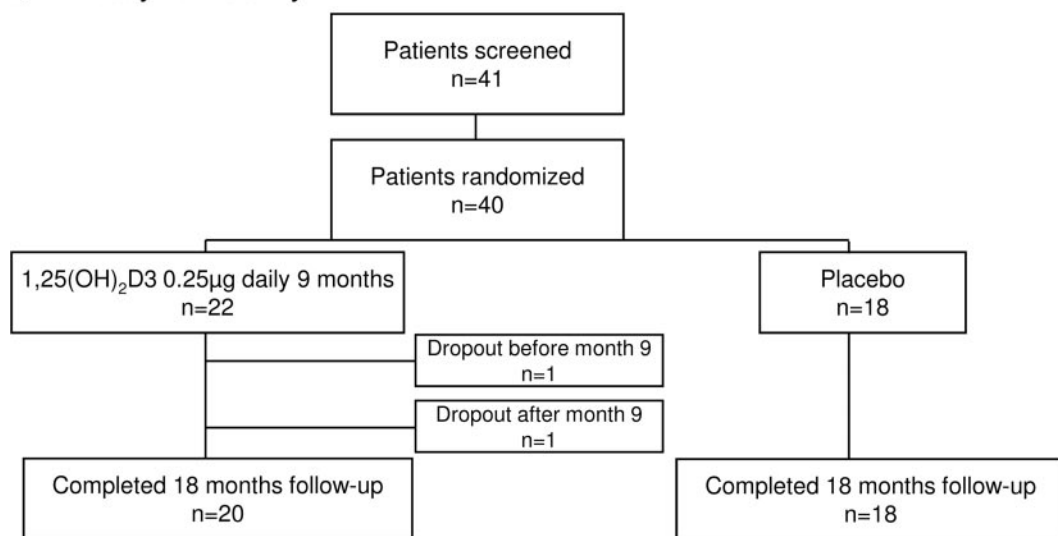 Patients screened
n=41
Patients randomized
n=40
1,25(OH)₂D3 0.25µg daily 9 months
n=22
Placebo
n=18
Dropout before month 9
n=1
Dropout after month 9
n=1
Completed 18 months follow-up
n=20
Completed 18 months follow-up
n=18